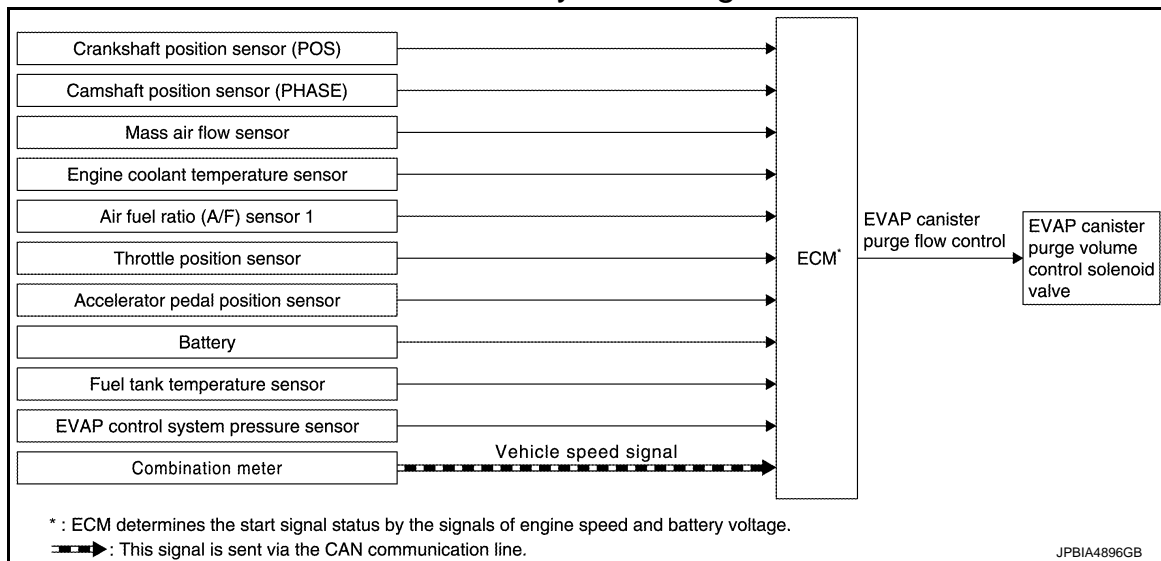 Crankshaft position sensor (POS)
Camshaft position sensor (PHASE)
Mass air flow sensor
Engine coolant temperature sensor
Air fuel ratio (A/F) sensor 1
Throttle position sensor
Accelerator pedal position sensor
Battery
Fuel tank temperature sensor
EVAP control system pressure sensor
Combination meter
Vehicle speed signal
ECM*
EVAP canister
purge flow control
EVAP canister
purge volume
control solenoid
valve
* : ECM determines the start signal status by the signals of engine speed and battery voltage.
: This signal is sent via the CAN communication line.
JPBIA4896GB